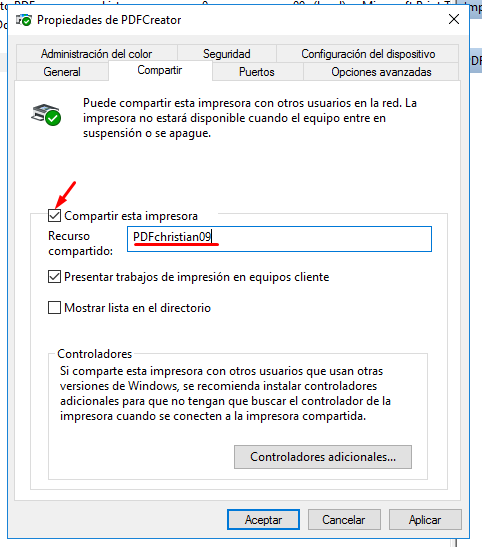 Propiedades de PDFCreator
Administración del color
Seguridad
Configuración del dispositivo
General
Compartir
Puertos
Opciones avanzadas
Puede compartir esta impresora con otros usuarios en la red. La
impresora no estará disponible cuando el equipo entre en
suspensión o se apague.
Compartir esta impresora
Recurso
compartido:
PDFchristian09
Presentar trabajos de impresión en equipos cliente
Mostrar lista en el directorio
Controladores
Si comparte esta impresora con otros usuarios que usan otras
versiones de Windows, se recomienda instalar controladores
adicionales para que no tengan que buscar el controlador de la
impresora cuando se conecten a la impresora compartida.
Controladores adicionales...
Aceptar
Cancelar
Aplicar